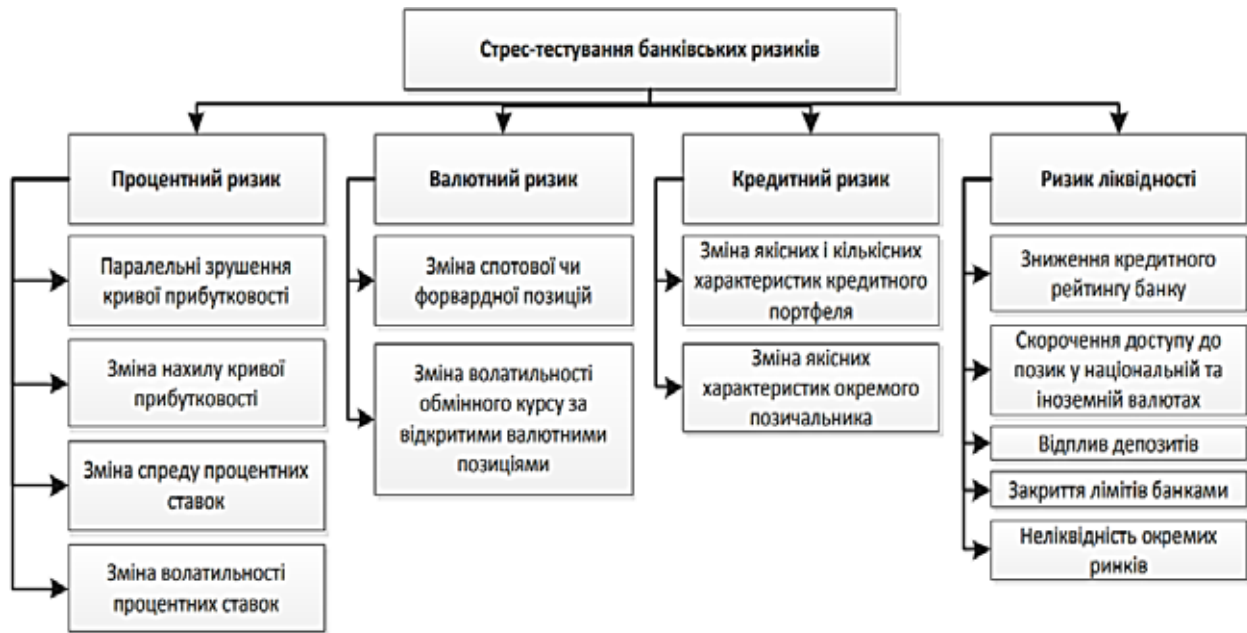 Стрес-тестування банківських ризиків
Процентний ризик
Паралельні зрушення
кривої прибутковості
Зміна нахилу кривої
прибутковості
Зміна спреду процентних
ставок
Зміна волатильності
процентних ставок
Валютний ризик
Зміна спотової чи
форвардної позицій
Зміна волатильності
обмінного курсу за
відкритими валютними
позиціями
Кредитний ризик
Зміна якісних і кількісних
характеристик кредитного
портфеля
Зміна якісних
характеристик окремого
позичальника
Ризик ліквідності
Зниження кредитного
рейтингу банку
Скорочення доступу до
позик у національній та
іноземній валютах
Відплив депозитів
Закриття лімітів банками
Неліквідність окремих
ринків